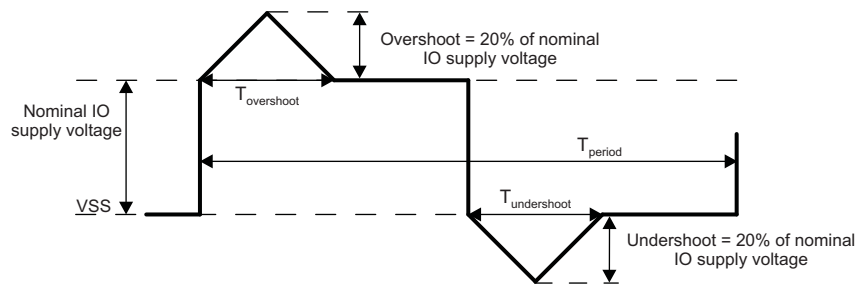 Overshoot = 20% of nominal
IO supply voltage
Nominal IO
supply voltage
Tovershoot
Tperiod
VSS
Tundershoot
Undershoot = 20% of nominal
IO supply voltage